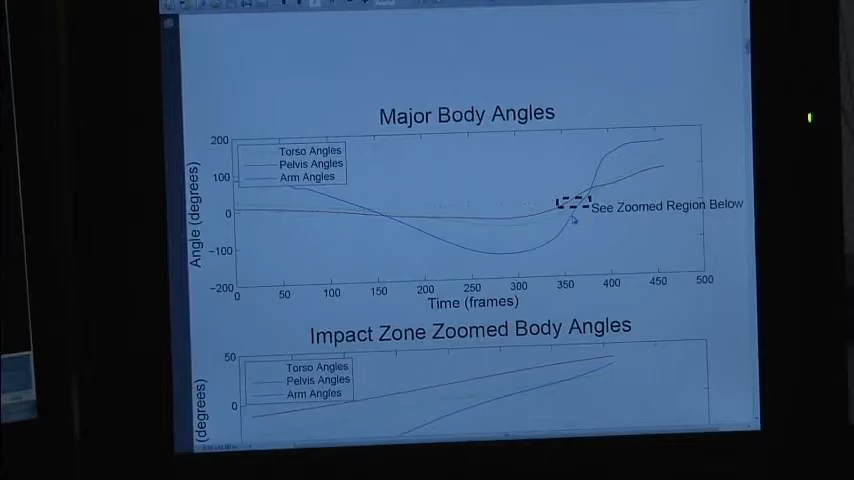 Major Body Angles
200
100
0
−100
−200
Angle (degrees)
Torso Angles
Pelvis Angles
Arm Angles
See Zoomed Region Below
0 50 100 150 200 250 300 350 400 450 500
Time (frames)
Impact Zone Zoomed Body Angles
50
0
(degrees)
Torso Angles
Pelvis Angles
Arm Angles